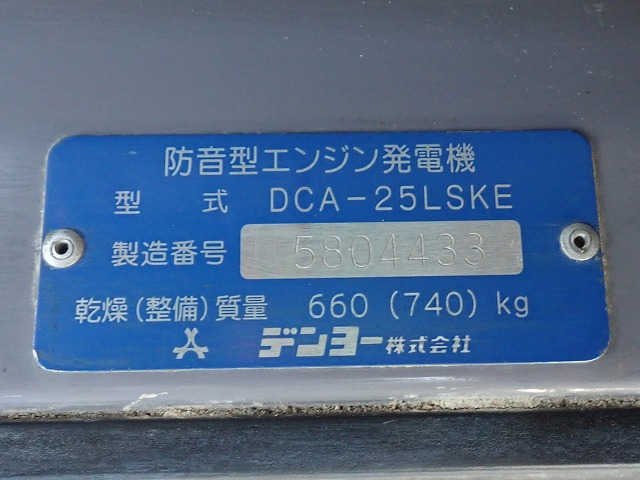 防音型エンジン発電機
型 式 DCA-25LSKE
製造番号 5804433
乾燥(整備)質量 660(740)kg
デンヨー株式会社